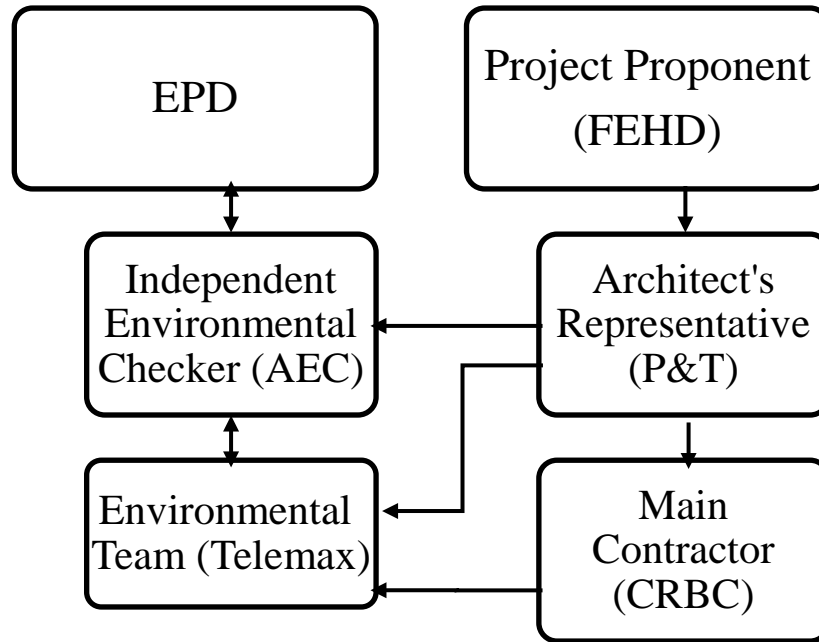 EPD
Project Proponent
(FEHD)
Independent
Environmental
Checker (AEC)
Architect's
Representative
(P&T)
Environmental
Team (Telemax)
Main
Contractor
(CRBC)